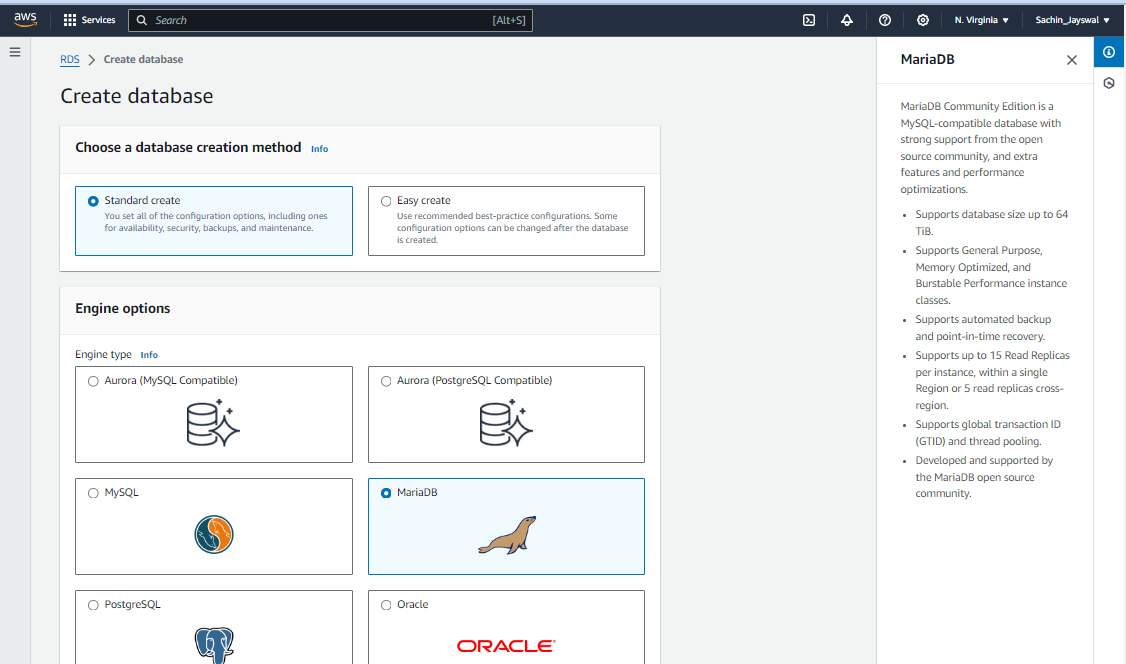 aws Services Search [Alt+S] N. Virginia Sachin_Jayswal
RDS Create database
Create database
Choose a database creation method Info
Standard create
You set all of the configuration options, including ones
for availability, security, backups, and maintenance.
Easy create
Use recommended best-practice configurations. Some
configuration options can be changed after the database
is created.
Engine options
Engine type Info
Aurora (MySQL Compatible)
Aurora (PostgreSQL Compatible)
MySQL
MariaDB
PostgreSQL
Oracle
ORACLE
MariaDB
MariaDB Community Edition is a
MySQL-compatible database with
strong support from the open
source community, and extra
features and performance
optimizations.
• Supports database size up to 64
TiB.
• Supports General Purpose,
Memory Optimized, and
Burstable Performance instance
classes.
• Supports automated backup
and point-in-time recovery.
• Supports up to 15 Read Replicas
per instance, within a single
Region or 5 read replicas cross-
region.
• Supports global transaction ID
(GTID) and thread pooling.
• Developed and supported by
the MariaDB open source
community.